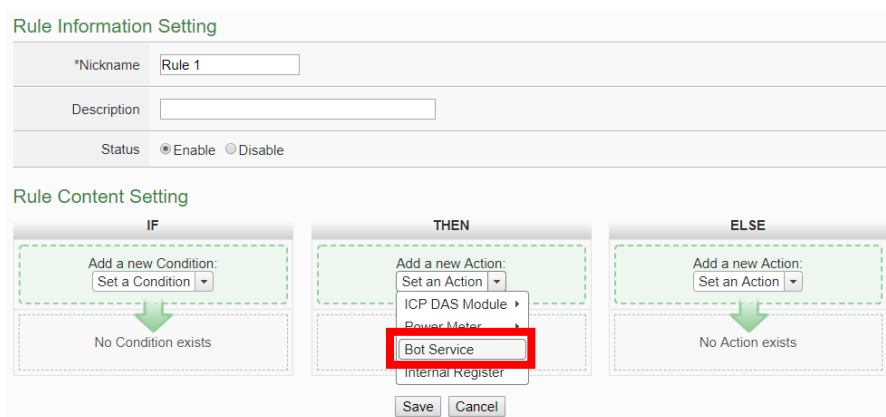 Rule Information Setting
*Nickname Rule 1
Description
Status Enable Disable
Rule Content Setting
IF THEN ELSE
Add a new Condition: Add a new Action: Add a new Action:
Set a Condition Set an Action Set an Action
ICP DAS Module
Power Meter
No Condition exists Bot Service No Action exists
Internal Register
Save Cancel